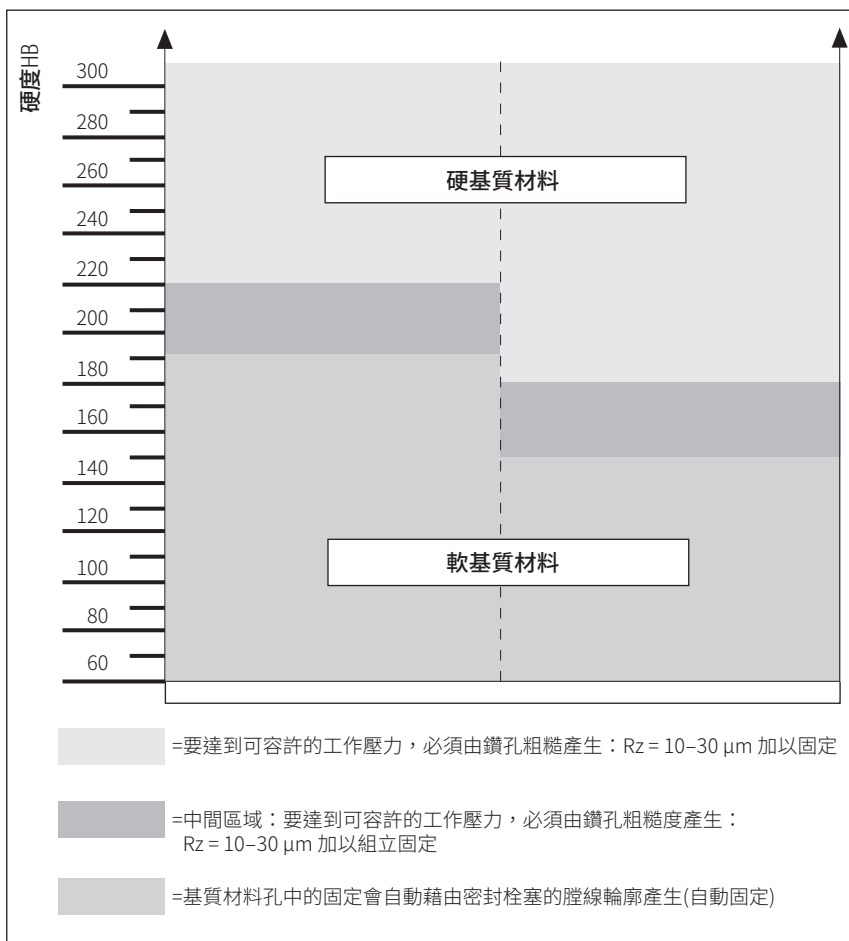 硬度HB
300
280
260
硬基質材料
240
220
200
180
160
140
120
軟基質材料
100
80
60
=要達到可容許的工作壓力，必須由鑽孔粗糙產生：Rz = 10–30 μm 加以固定
=中間區域：要達到可容許的工作壓力，必須由鑽孔粗糙度產生：
Rz = 10–30 μm 加以組立固定
=基質材料孔中的固定會自動藉由密封栓塞的膛線輪廓產生(自動固定)